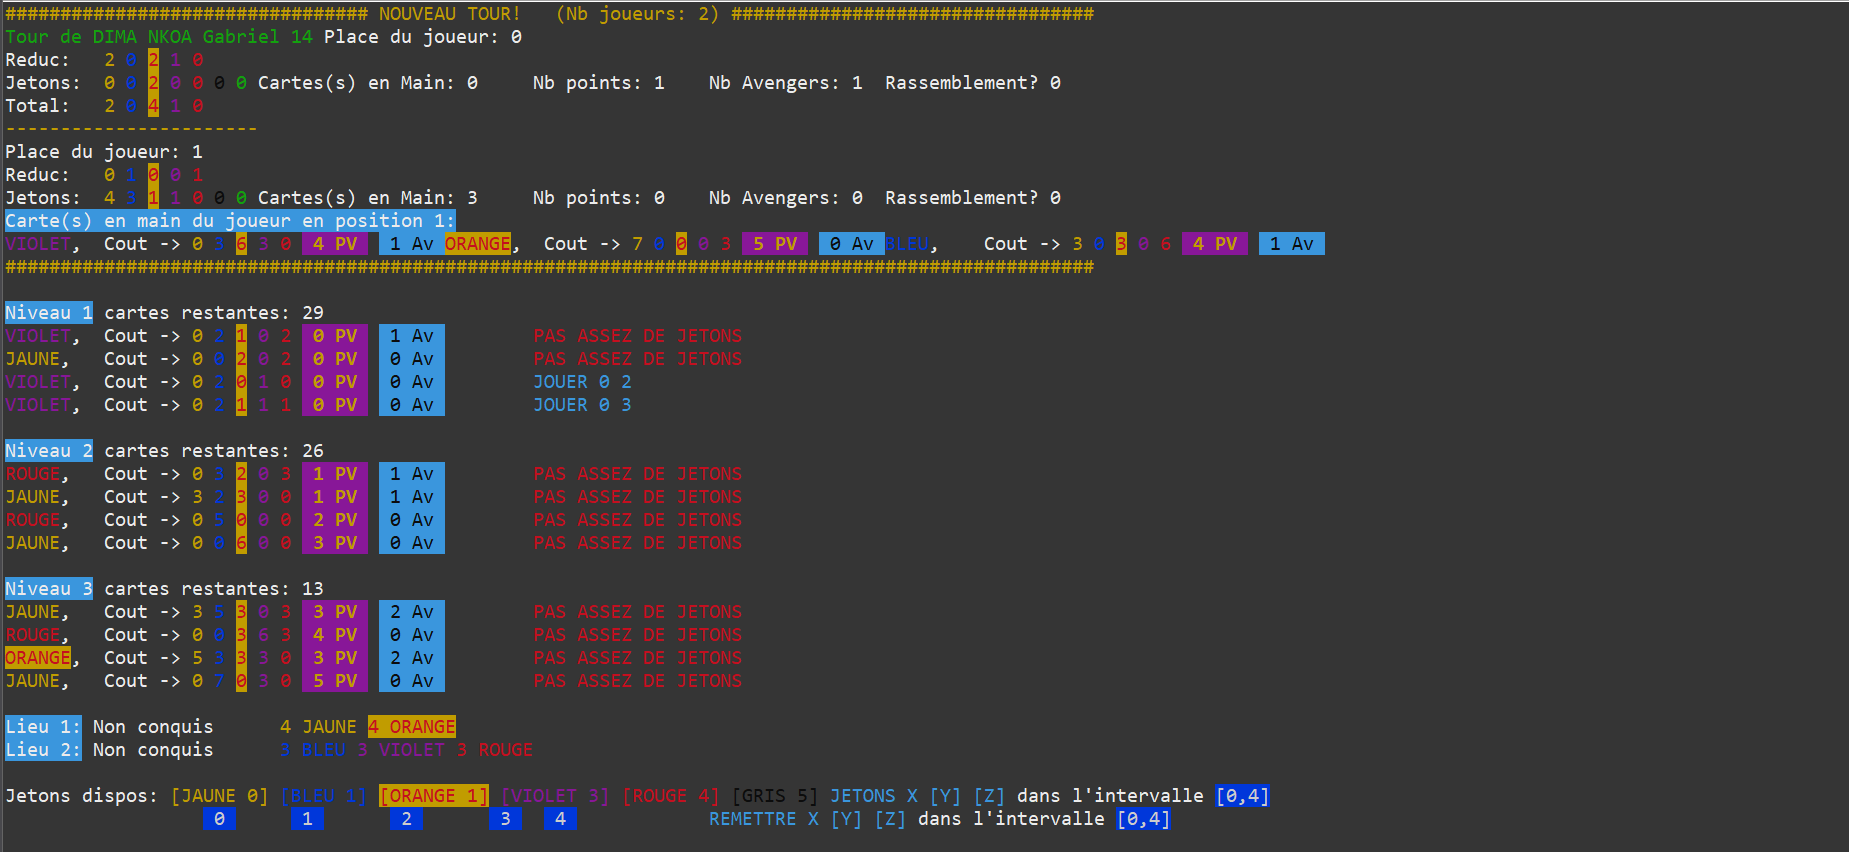 ################################# NOUVEAU TOUR!   (Nb joueurs: 2) #################################
Tour de DIMA NKOA Gabriel 14 Place du joueur: 0
Reduc:   2 0 2 1 0
Jetons:  0 0 2 0 0 0 0 Cartes(s) en Main: 0     Nb points: 1    Nb Avengers: 1  Rassemblement? 0
Total:   2 0 4 1 0
-----------------------
Place du joueur: 1
Reduc:   0 1 0 0 1
Jetons:  4 3 1 1 0 0 0 Cartes(s) en Main: 3     Nb points: 0    Nb Avengers: 0  Rassemblement? 0
Carte(s) en main du joueur en position 1:
VIOLET,  Cout -> 0 3 6 3 0  4 PV   1 Av ORANGE,  Cout -> 7 0 0 0 3  5 PV   0 Av BLEU,    Cout -> 3 0 3 0 6  4 PV   1 Av
###################################################################################################
Niveau 1 cartes restantes: 29
VIOLET,  Cout -> 0 2 1 0 2  0 PV   1 Av         PAS ASSEZ DE JETONS
JAUNE,   Cout -> 0 0 2 0 2  0 PV   0 Av         PAS ASSEZ DE JETONS
VIOLET,  Cout -> 0 2 0 1 0  0 PV   0 Av         JOUER 0 2
VIOLET,  Cout -> 0 2 1 1 1  0 PV   0 Av         JOUER 0 3
Niveau 2 cartes restantes: 26
ROUGE,   Cout -> 0 3 2 0 3  1 PV   1 Av         PAS ASSEZ DE JETONS
JAUNE,   Cout -> 3 2 3 0 0  1 PV   1 Av         PAS ASSEZ DE JETONS
ROUGE,   Cout -> 0 5 0 0 0  2 PV   0 Av         PAS ASSEZ DE JETONS
JAUNE,   Cout -> 0 0 6 0 0  3 PV   0 Av         PAS ASSEZ DE JETONS
Niveau 3 cartes restantes: 13
JAUNE,   Cout -> 3 5 3 0 3  3 PV   2 Av         PAS ASSEZ DE JETONS
ROUGE,   Cout -> 0 0 3 6 3  4 PV   0 Av         PAS ASSEZ DE JETONS
ORANGE,  Cout -> 5 3 3 3 0  3 PV   2 Av         PAS ASSEZ DE JETONS
JAUNE,   Cout -> 0 7 0 3 0  5 PV   0 Av         PAS ASSEZ DE JETONS
Lieu 1: Non conquis      4 JAUNE 4 ORANGE
Lieu 2: Non conquis      3 BLEU 3 VIOLET 3 ROUGE
Jetons dispos: [JAUNE 0] [BLEU 1] [ORANGE 1] [VIOLET 3] [ROUGE 4] [GRIS 5] JETONS X [Y] [Z] dans l'intervalle [0,4]
0 1 2 3 4 REMETTRE X [Y] [Z] dans l'intervalle [0,4]